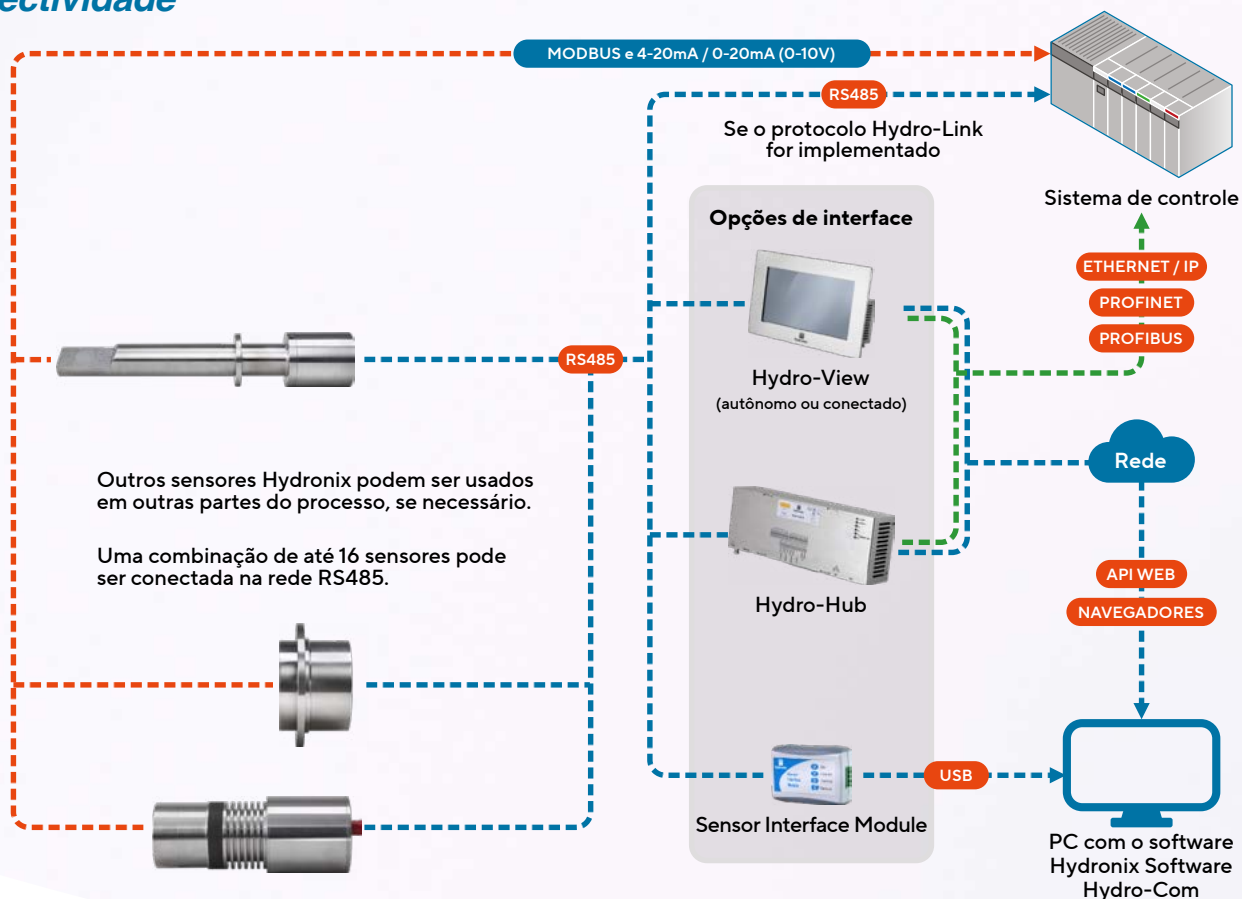 ectividade
MODBUS e 4-20mA / 0-20mA (0-10V)
RS485
Se o protocolo Hydro-Link
for implementado
Sistema de controle
Opções de interface
ETHERNET / IP
PROFINET
PROFIBUS
RS485
Hydro-View
(autônomo ou conectado)
Rede
Outros sensores Hydronix podem ser usados
em outras partes do processo, se necessário.
Uma combinação de até 16 sensores pode
ser conectada na rede RS485.
API WEB
NAVEGADORES
Hydro-Hub
USB
Sensor Interface Module
PC com o software
Hydronix Software
Hydro-Com